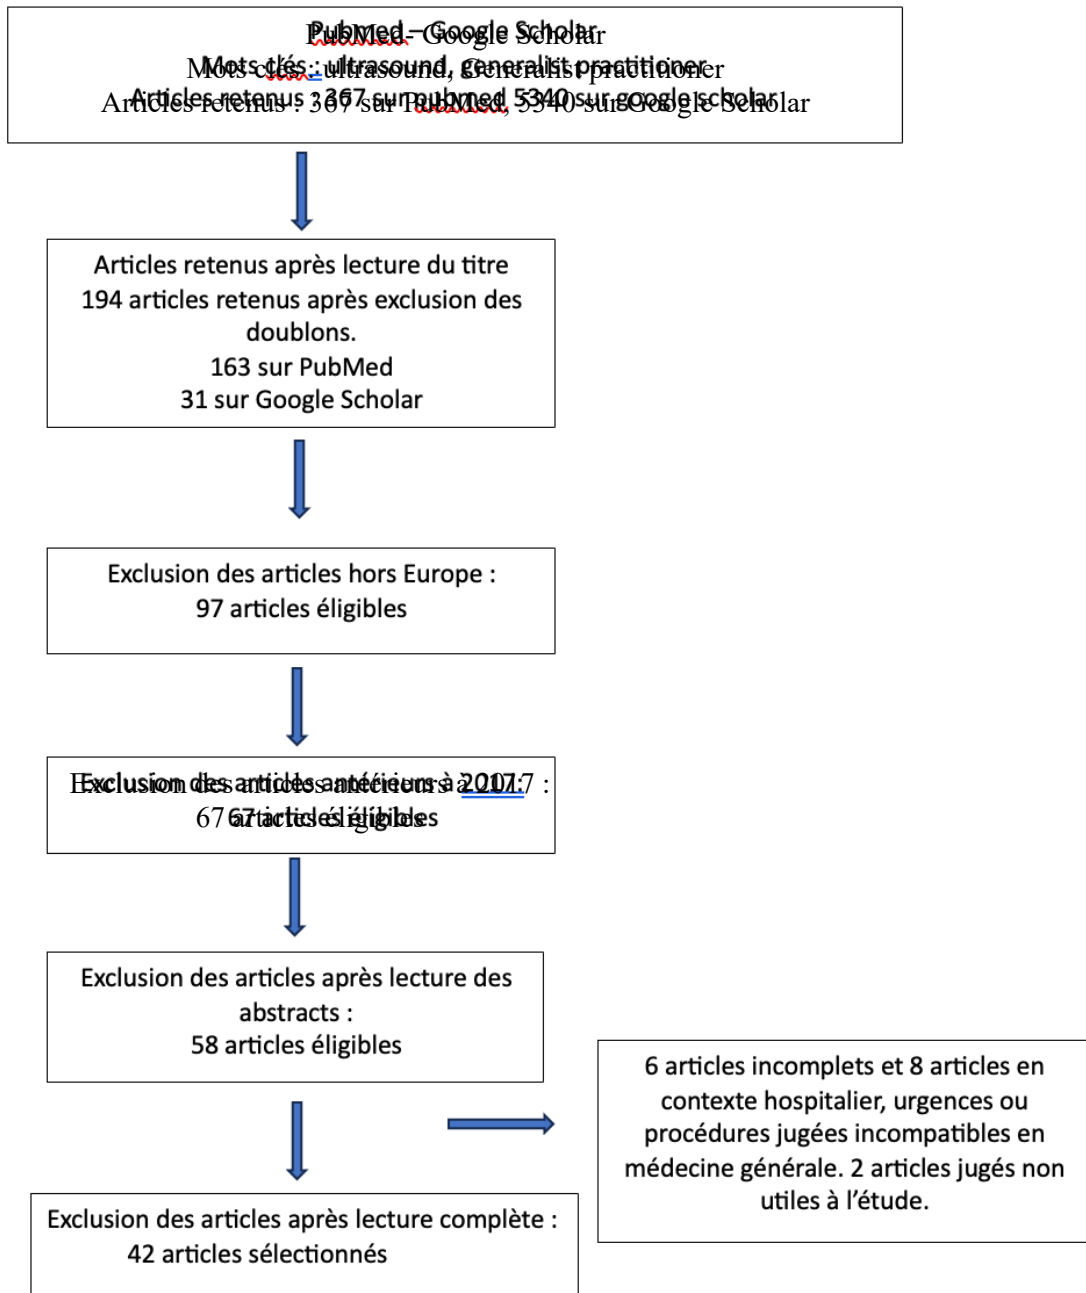 PubMed- Google Scholar
Mots clés : ultrasound, Generalist practitioner
Articles retenus : 367 sur PubMed, 5340 sur Google Scholar
Articles retenus après lecture du titre
194 articles retenus après exclusion des
doublons.
163 sur PubMed
31 sur Google Scholar
Exclusion des articles hors Europe :
97 articles éligibles
Exclusion des articles antérieurs à 2017 :
67 articles éligibles
Exclusion des articles après lecture des
abstracts :
58 articles éligibles
6 articles incomplets et 8 articles en
contexte hospitalier, urgences ou
procédures jugées incompatibles en
médecine générale. 2 articles jugés non
utiles à l’étude.
Exclusion des articles après lecture complète :
42 articles sélectionnés